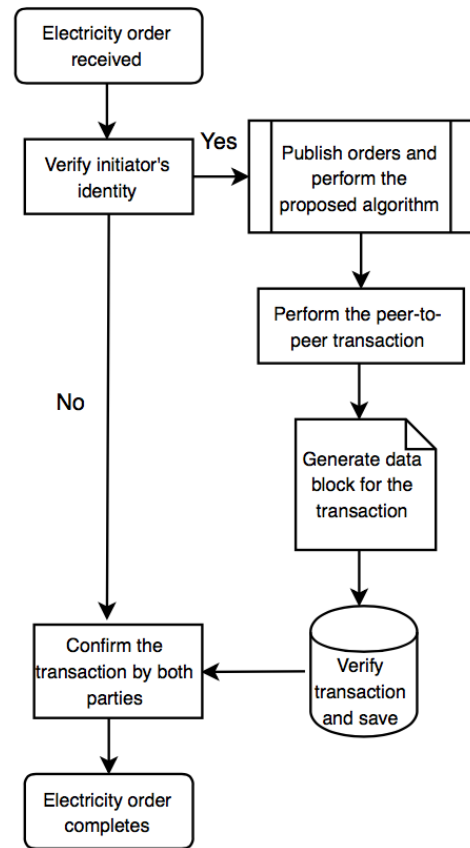 Electricity order
received
Verify initiator's
identity
Yes
Publish orders and
perform the
proposed algorithm
Perform the peer-to-
peer transaction
No
Generate data
block for the
transaction
Confirm the
transaction by both
parties
Verify
transaction
and save
Electricity order
completes